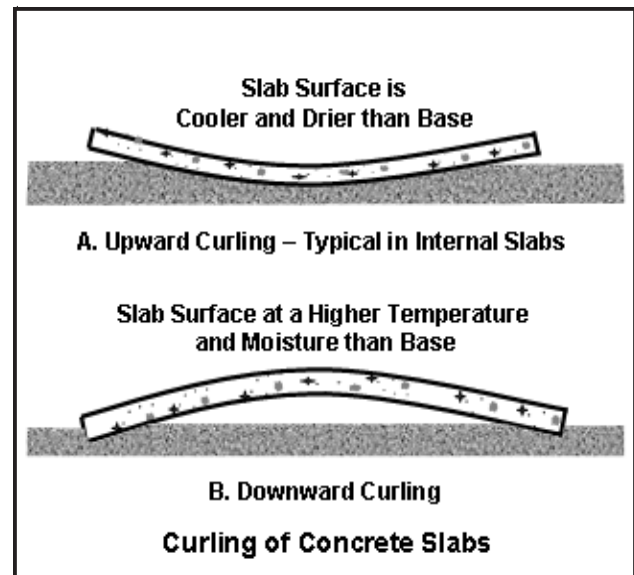 Slab Surface is
Cooler and Drier than Base
A. Upward Curling – Typical in Internal Slabs
Slab Surface at a Higher Temperature
and Moisture than Base
B. Downward Curling
Curling of Concrete Slabs